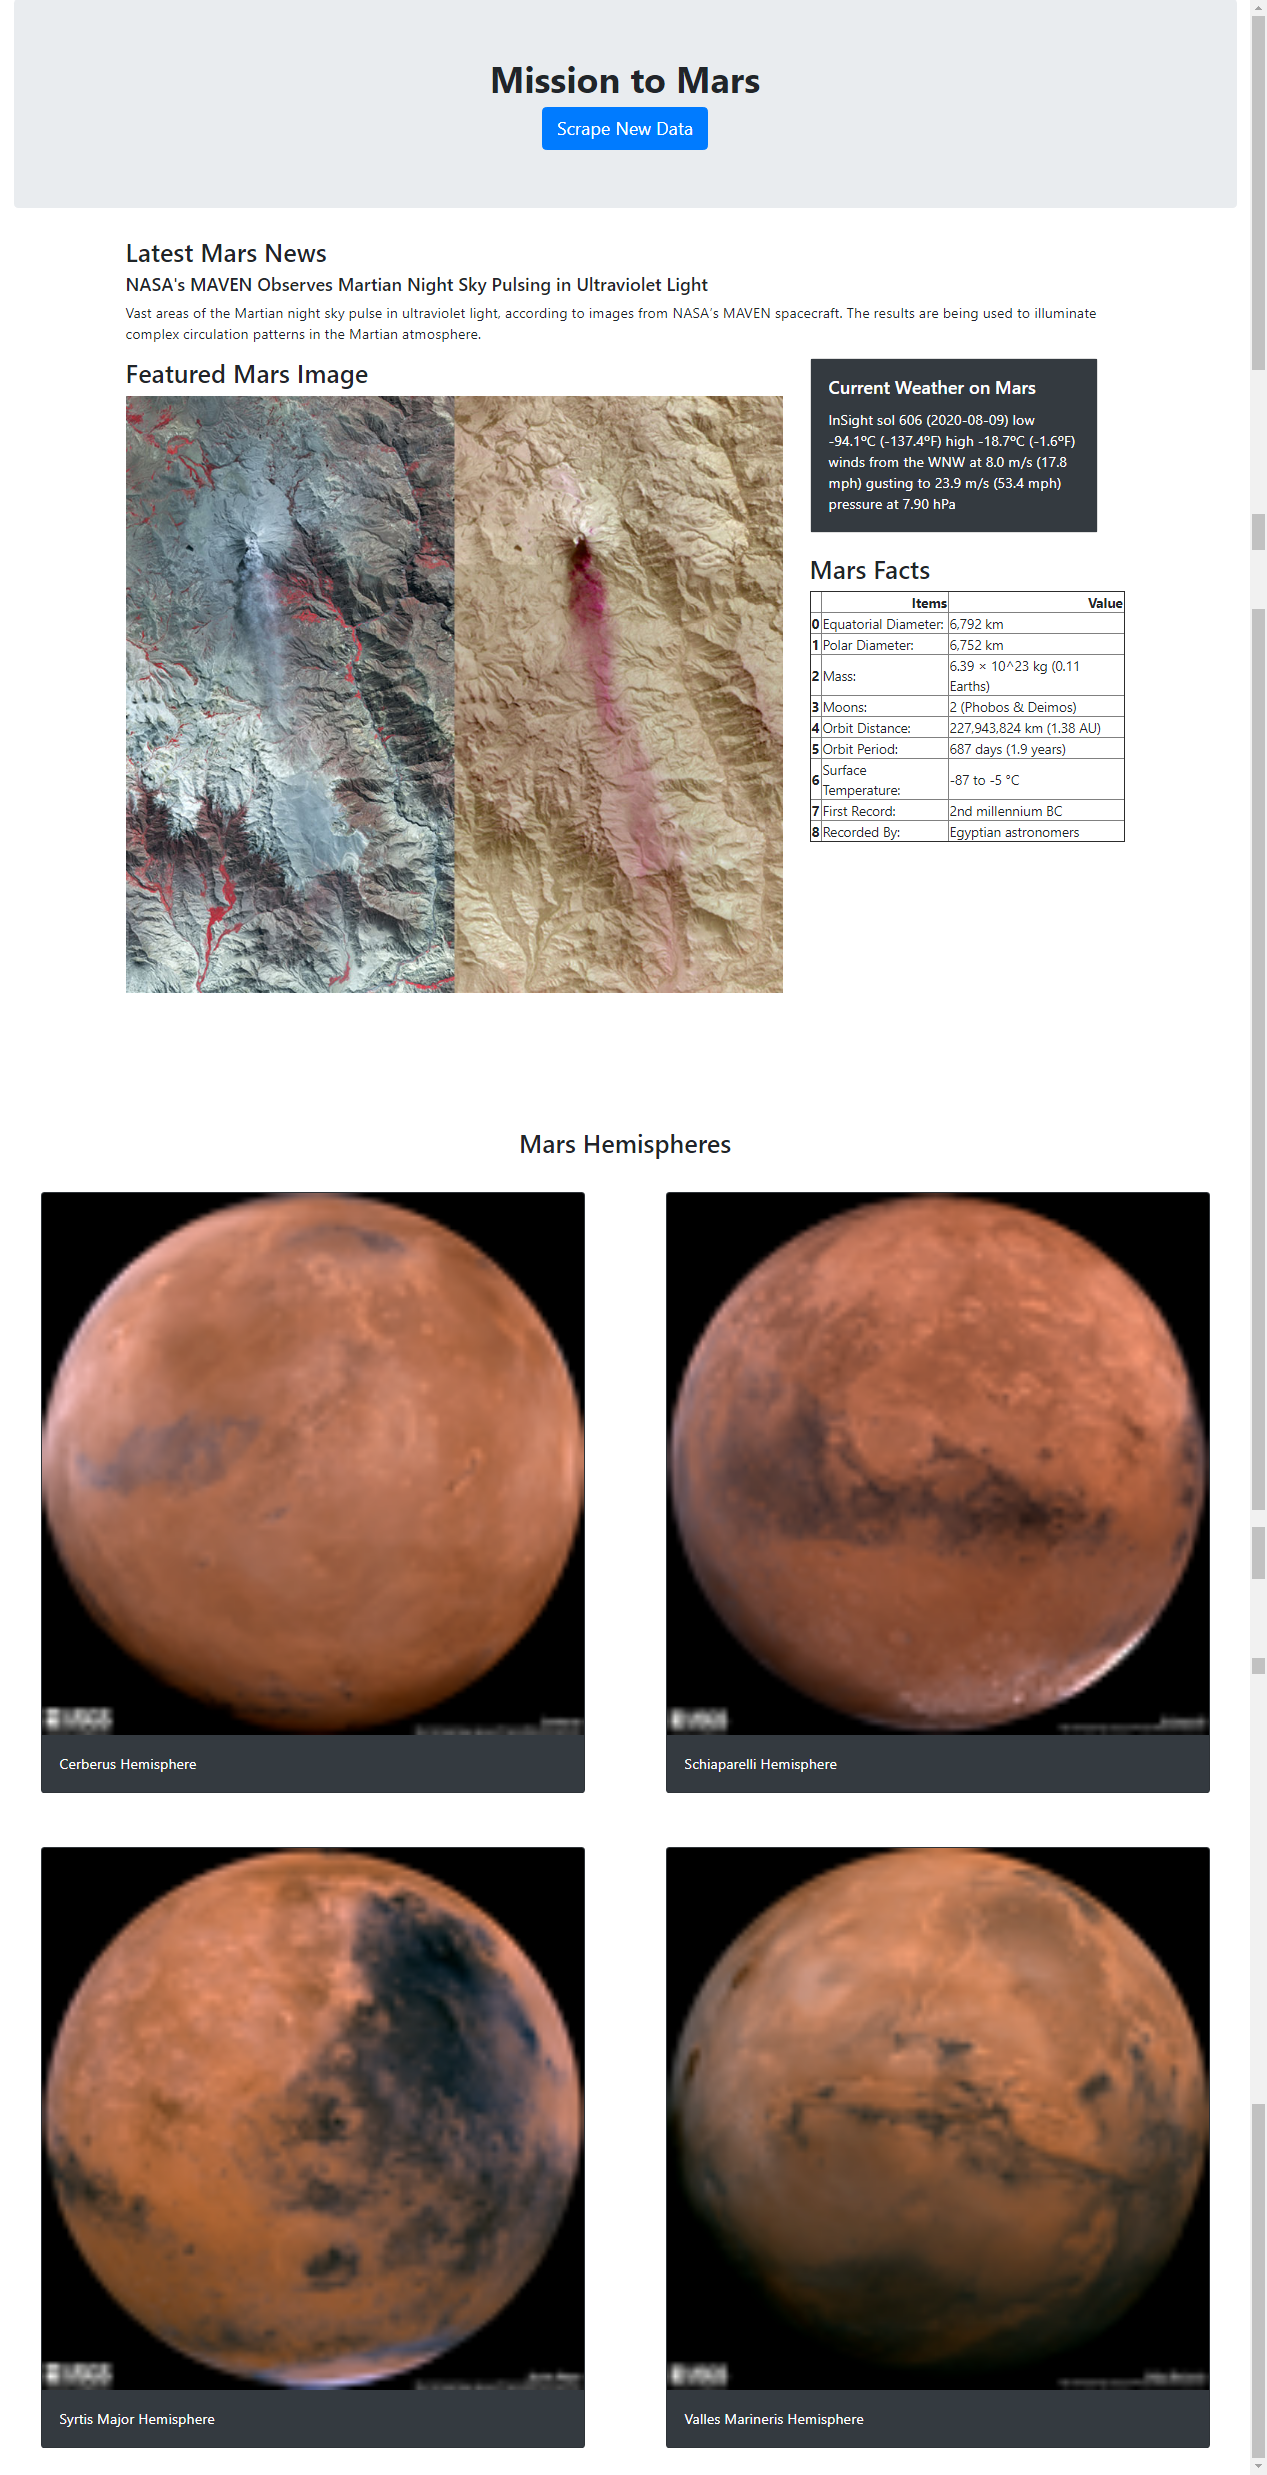 Mission to Mars
Scrape New Data
Latest Mars News
NASA's MAVEN Observes Martian Night Sky Pulsing in Ultraviolet Light
Vast areas of the Martian night sky pulse in ultraviolet light, according to images from NASA’s MAVEN spacecraft. The results are being used to illuminate
complex circulation patterns in the Martian atmosphere.
Featured Mars Image
Current Weather on Mars
InSight sol 606 (2020-08-09) low
-94.1ºC (-137.4ºF) high -18.7ºC (-1.6ºF)
winds from the WNW at 8.0 m/s (17.8
mph) gusting to 23.9 m/s (53.4 mph)
pressure at 7.90 hPa
Mars Facts
Items Value
0 Equatorial Diameter: 6,792 km
1 Polar Diameter: 6,752 km
2 Mass: 6.39 × 10^23 kg (0.11
Earths)
3 Moons: 2 (Phobos & Deimos)
4 Orbit Distance: 227,943,824 km (1.38 AU)
5 Orbit Period: 687 days (1.9 years)
6 Surface
Temperature: -87 to -5 °C
7 First Record: 2nd millennium BC
8 Recorded By: Egyptian astronomers
Mars Hemispheres
USGS
USGS
Cerberus Hemisphere
Schiaparelli Hemisphere
USGS
USGS
Syrtis Major Hemisphere
Valles Marineris Hemisphere